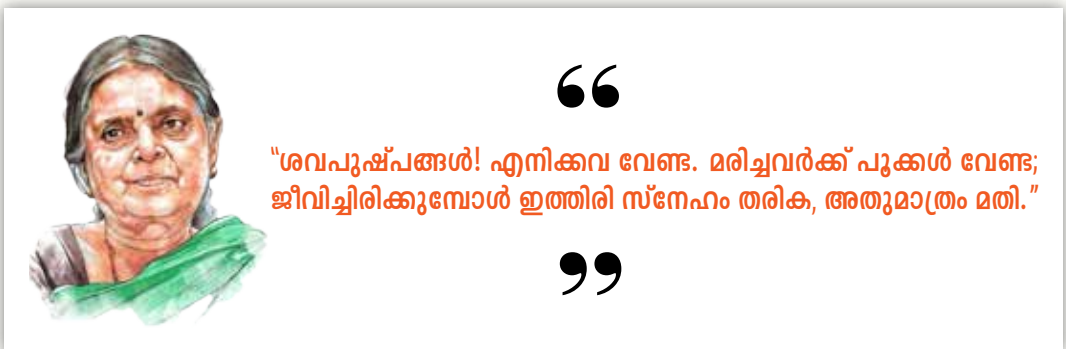 “
“ശവപുഷ്പങ്ങൾ! എനിക്കവ വേണ്ട. മരിച്ചവർക്ക് പൂക്കൾ വേണ്ട;
ജീവിച്ചിരിക്കുമ്പോൾ ഇത്തിരി സ്നേഹം തരിക, അതുമാത്രം മതി.”
”